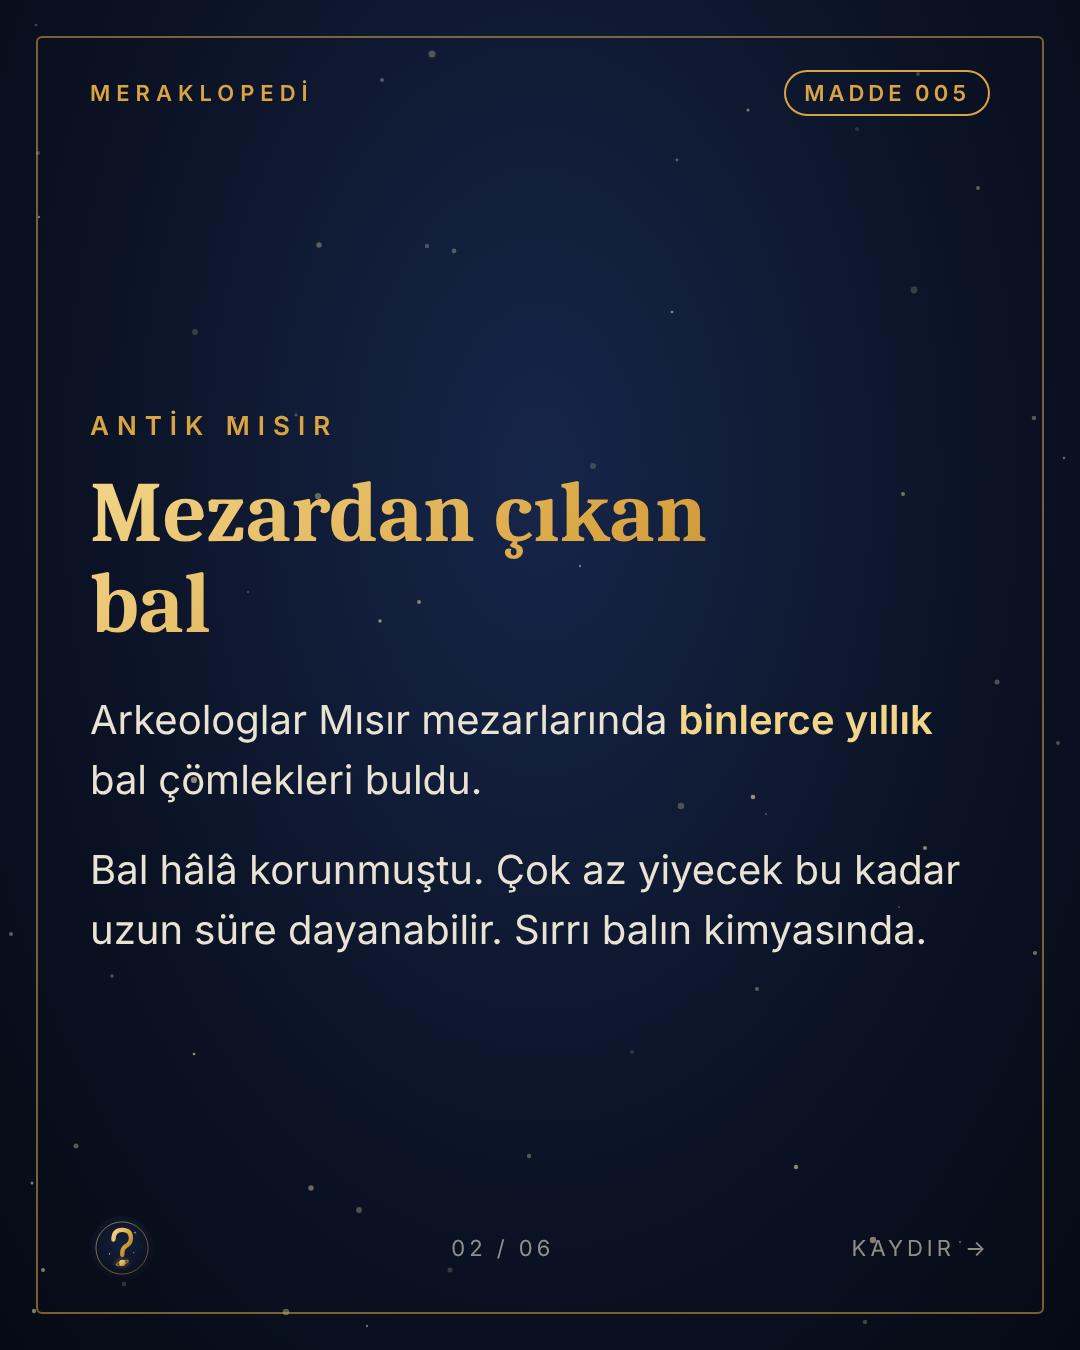 MERAKLOPEDİ
MADDE 005
ANTİK MISIR
Mezardan çıkan
bal
Arkeologlar Mısır mezarlarında binlerce yıllık
bal çömlekleri buldu.
Bal hâlâ korunmuştu. Çok az yiyecek bu kadar
uzun süre dayanabilir. Sırrı balın kimyasında.
?
02 / 06
KAYDIR →